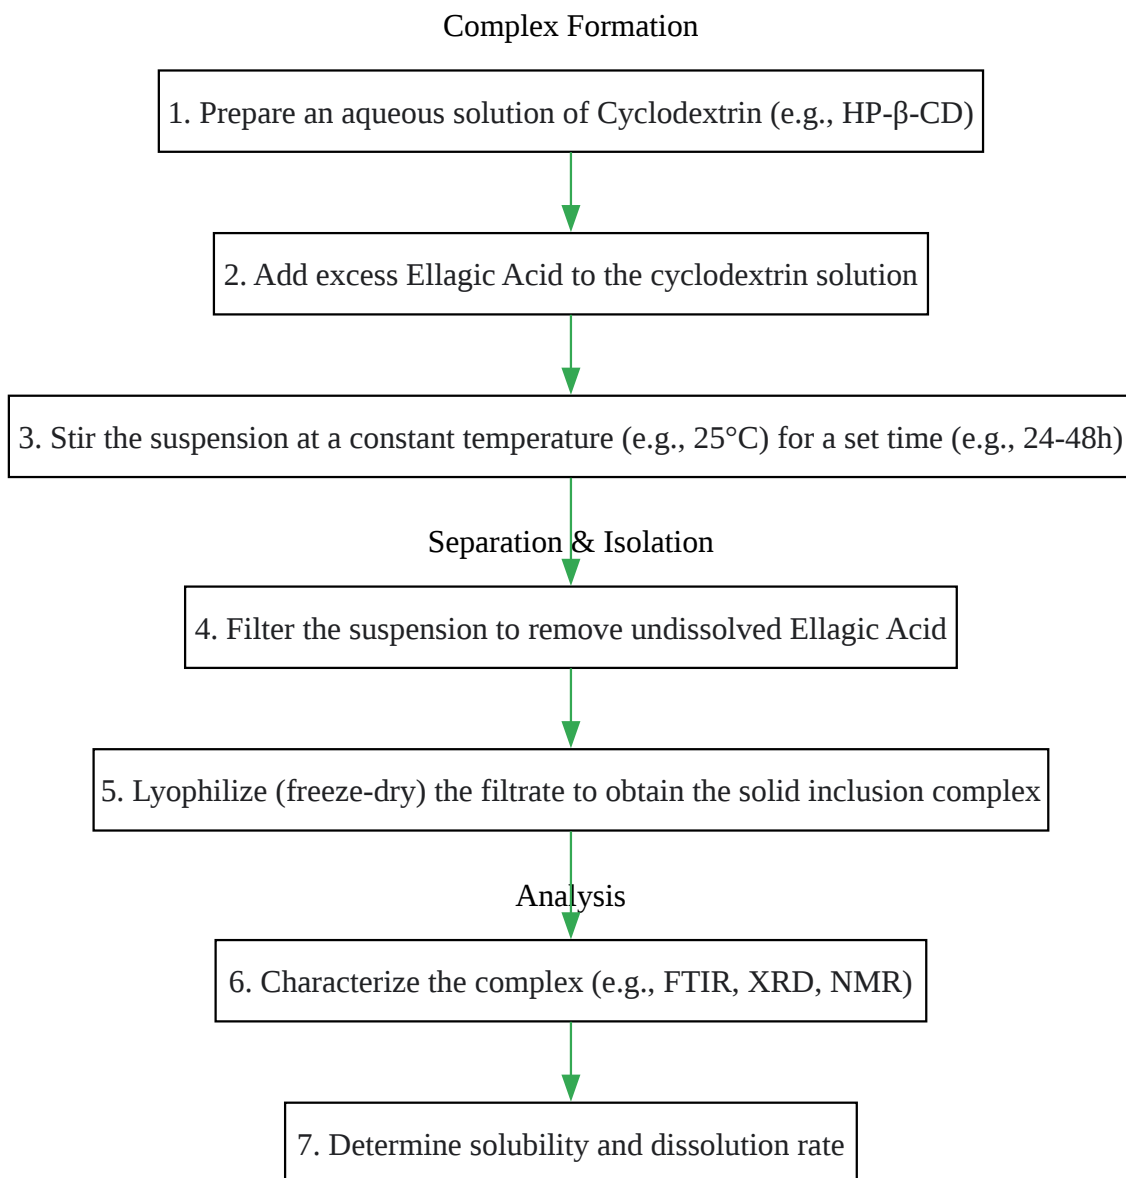 Complex Formation
1. Prepare an aqueous solution of Cyclodextrin (e.g., HP-β-CD)
2. Add excess Ellagic Acid to the cyclodextrin solution
3. Stir the suspension at a constant temperature (e.g., 25°C) for a set time (e.g., 24-48h)
Separation & Isolation
4. Filter the suspension to remove undissolved Ellagic Acid
5. Lyophilize (freeze-dry) the filtrate to obtain the solid inclusion complex
Analysis
6. Characterize the complex (e.g., FTIR, XRD, NMR)
7. Determine solubility and dissolution rate